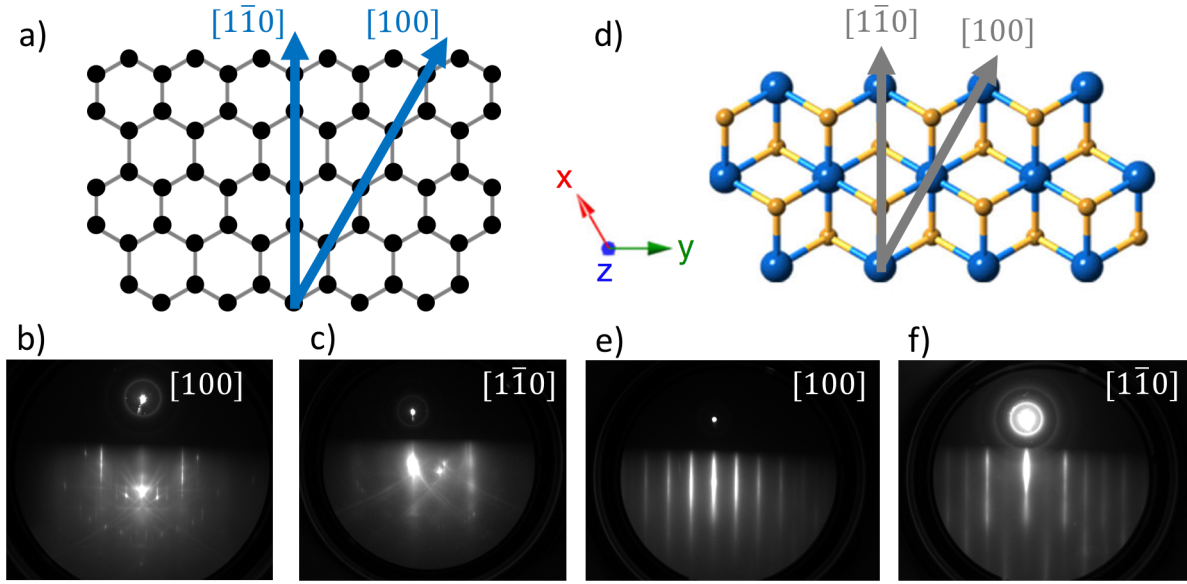 a)
[11̄0]
[100]
d)
[11̄0]
[100]
x
z
y
b)
[100]
c)
[11̄0]
e)
[100]
f)
[11̄0]